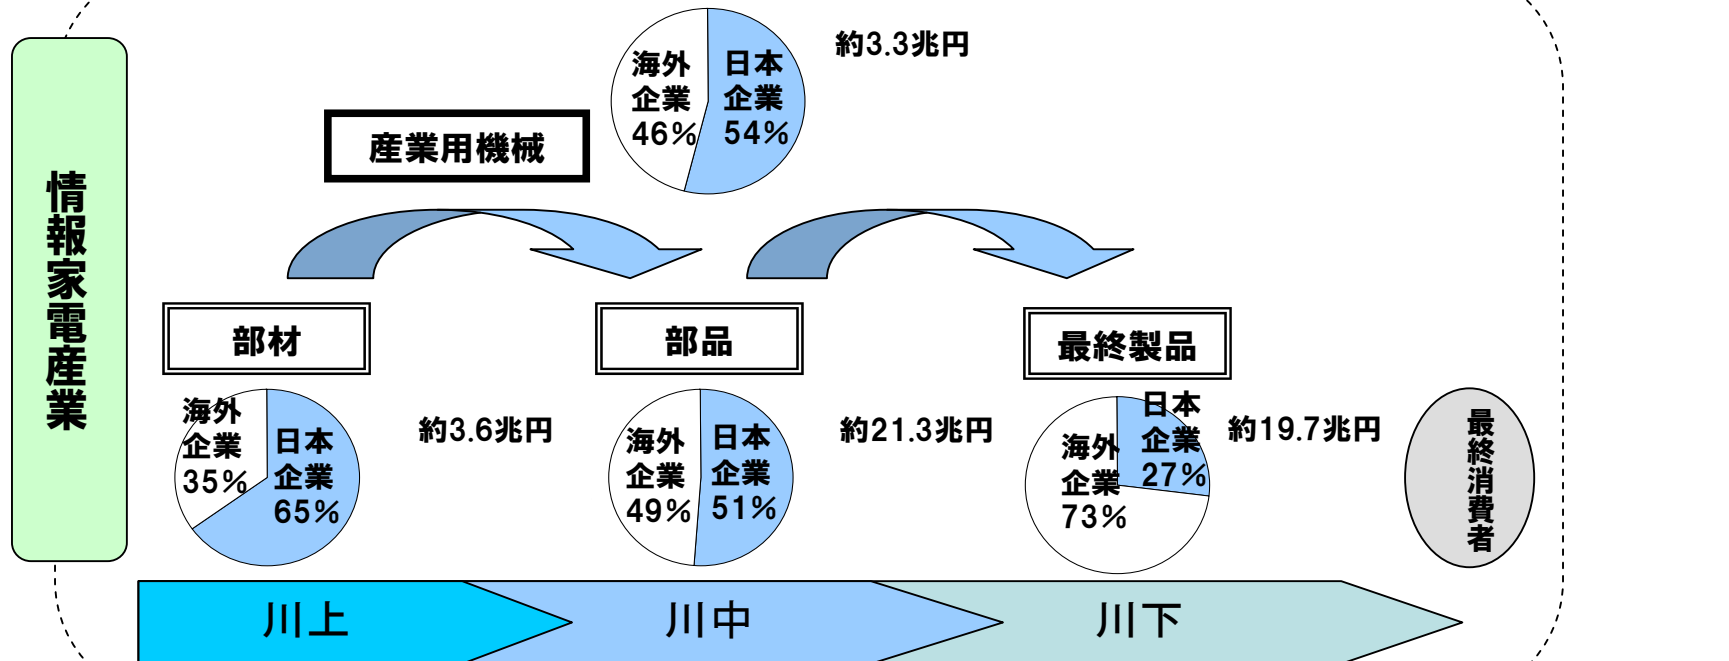 情報家電産業
海外
企業
46%
日本
企業
54%
約3.3兆円
産業用機械
部材
海外
企業
35%
日本
企業
65%
約3.6兆円
部品
海外
企業
49%
日本
企業
51%
約21.3兆円
最終製品
海外
企業
73%
日本
企業
27%
約19.7兆円
最終消費者
川上
川中
川下